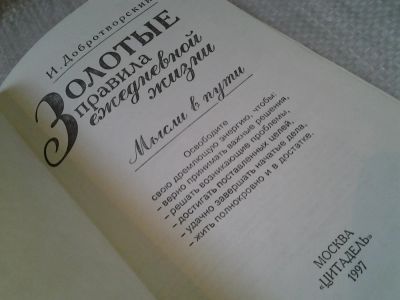 И. Добротворский
ЗОЛОТЫЕ
правила
ежедневной
жизни
Мысли в пути
Освободите
свою дремлющую энергию, чтобы:
– верно принимать важные решения,
– решать возникающие проблемы,
– достигать поставленных целей,
– удачно завершать начатые дела,
– жить полнокровно и в достатке.
МОСКВА
«ЦИТАДЕЛЬ»
1997